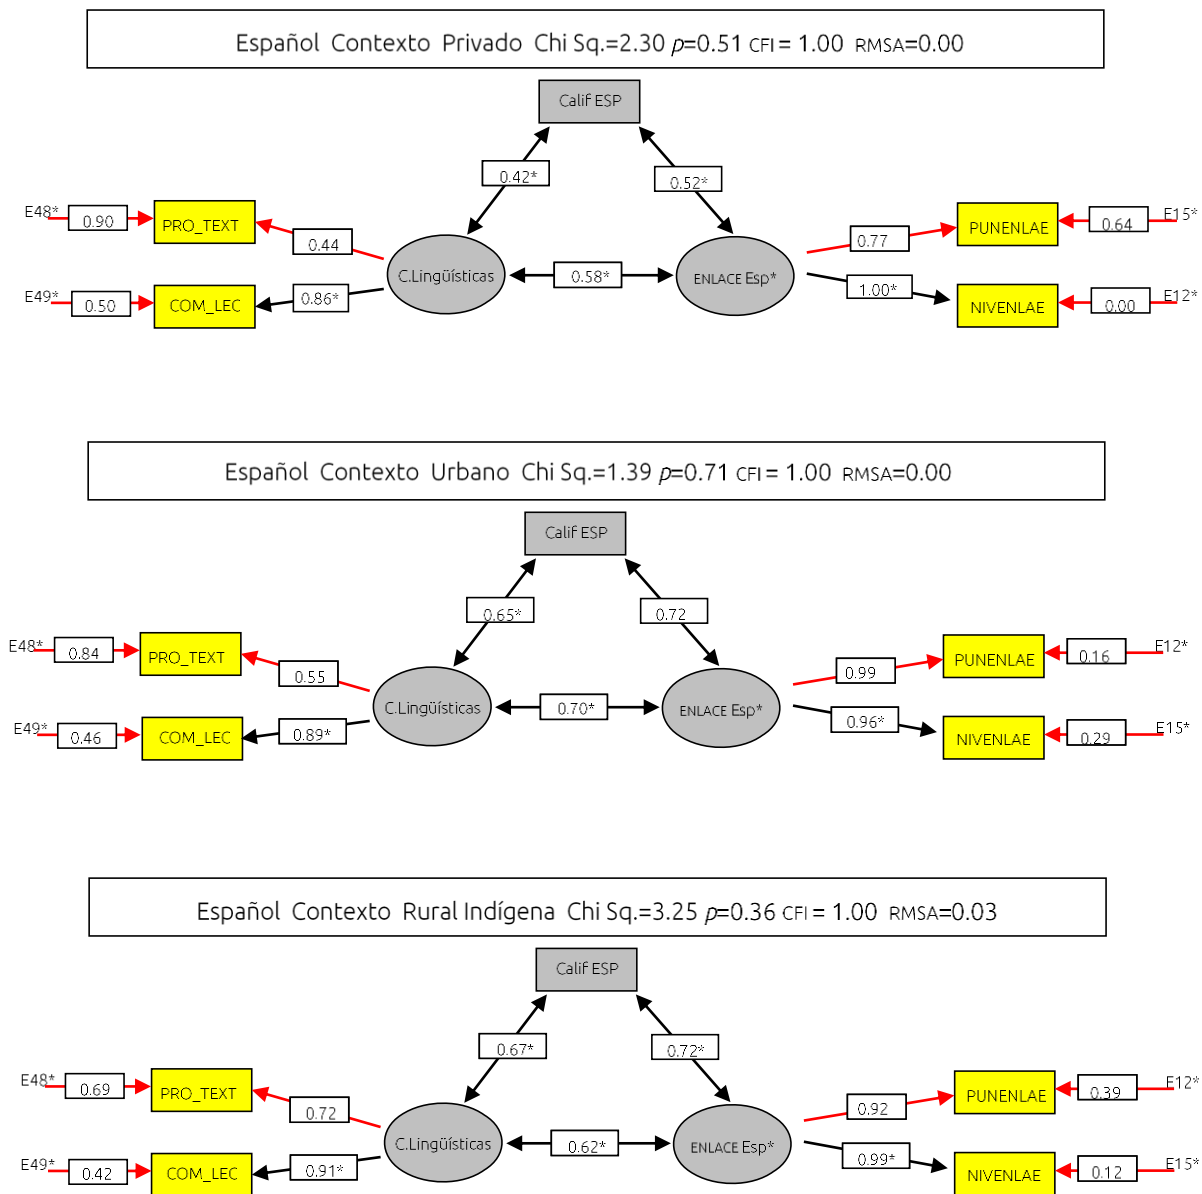 Español Contexto Privado Chi Sq.=2.30 p=0.51 CFI = 1.00 RMSA=0.00
Calif ESP
0.42* 0.52*
E48* 0.90 PRO_TEXT 0.44 0.77 PUNENLAE 0.64 E15*
C.Lingüísticas 0.58* ENLACE Esp*
E49* 0.50 COM_LEC 0.86* 1.00* NIVENLAE 0.00 E12*
Español Contexto Urbano Chi Sq.=1.39 p=0.71 CFI = 1.00 RMSA=0.00
Calif ESP
0.65* 0.72
E48* 0.84 PRO_TEXT 0.55 0.99 PUNENLAE 0.16 E12*
C.Lingüísticas 0.70* ENLACE Esp*
E49* 0.46 COM_LEC 0.89* 0.96* NIVENLAE 0.29 E15*
Español Contexto Rural Indígena Chi Sq.=3.25 p=0.36 CFI = 1.00 RMSA=0.03
Calif ESP
0.67* 0.72*
E48* 0.69 PRO_TEXT 0.72 0.92 PUNENLAE 0.39 E12*
C.Lingüísticas 0.62* ENLACE Esp*
E49* 0.42 COM_LEC 0.91* 0.99* NIVENLAE 0.12 E15*